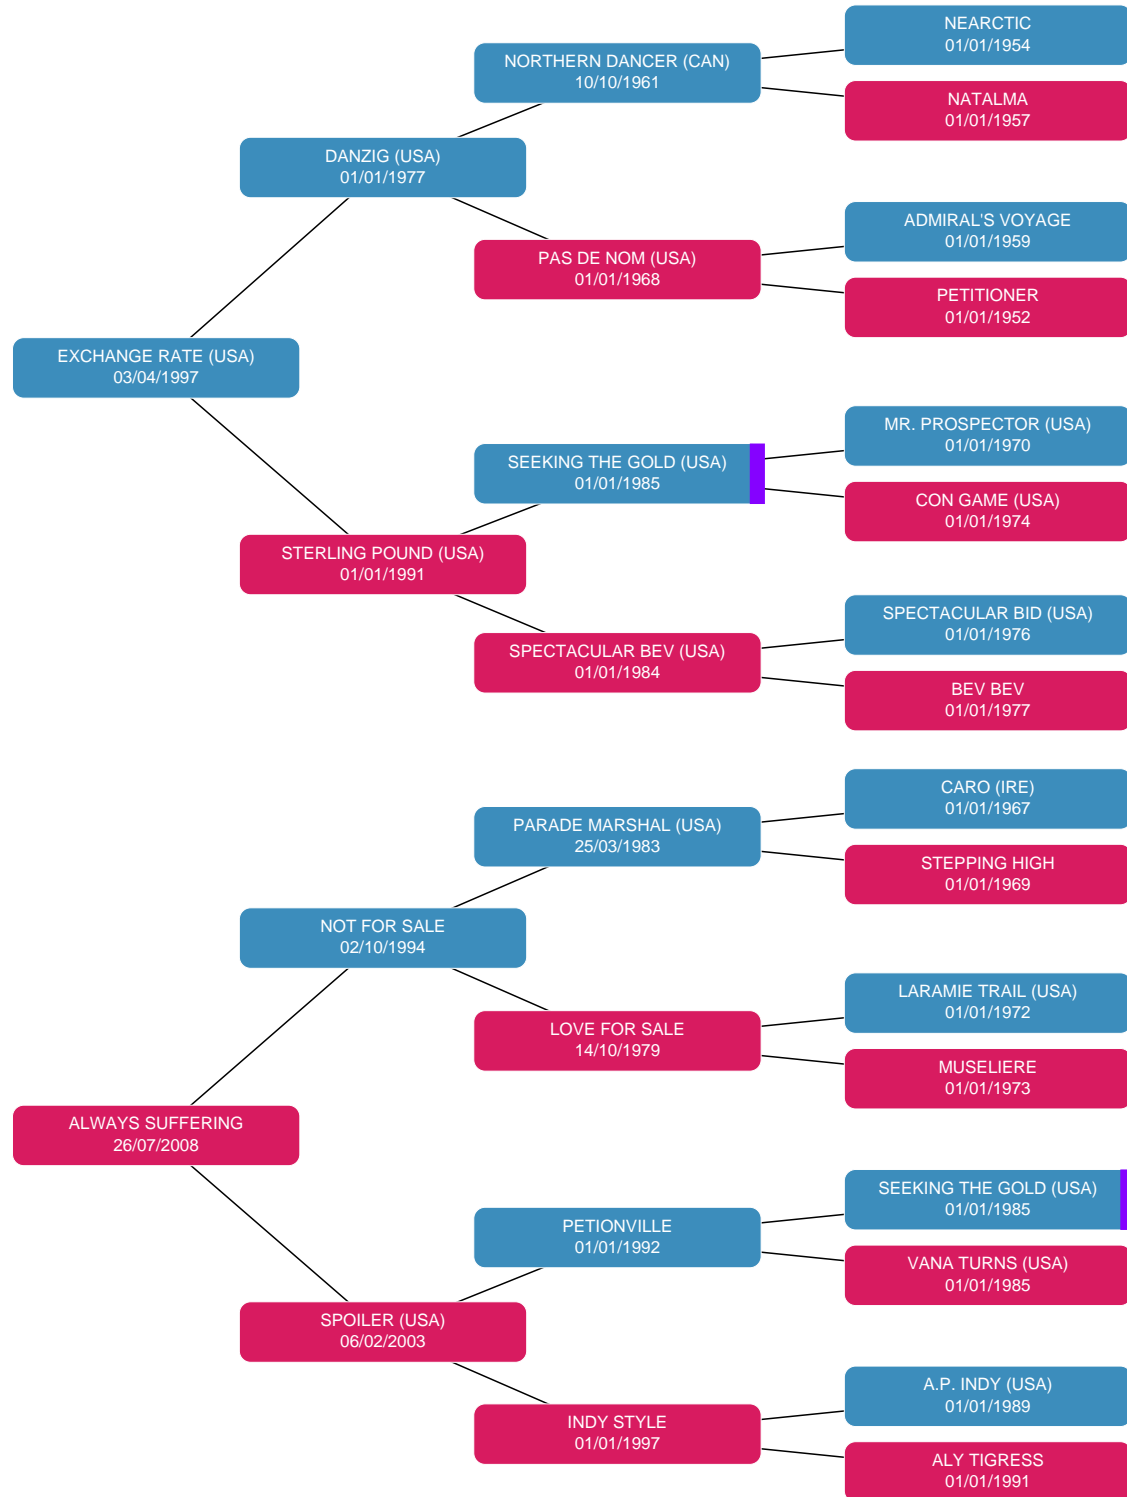 NEARCTIC
01/01/1954
NORTHERN DANCER (CAN)
10/10/1961
NATALMA
01/01/1957
DANZIG (USA)
01/01/1977
ADMIRAL'S VOYAGE
01/01/1959
PAS DE NOM (USA)
01/01/1968
PETITIONER
01/01/1952
EXCHANGE RATE (USA)
03/04/1997
MR. PROSPECTOR (USA)
01/01/1970
SEEKING THE GOLD (USA)
01/01/1985
CON GAME (USA)
01/01/1974
STERLING POUND (USA)
01/01/1991
SPECTACULAR BID (USA)
01/01/1976
SPECTACULAR BEV (USA)
01/01/1984
BEV BEV
01/01/1977
CARO (IRE)
01/01/1967
PARADE MARSHAL (USA)
25/03/1983
STEPPING HIGH
01/01/1969
NOT FOR SALE
02/10/1994
LARAMIE TRAIL (USA)
01/01/1972
LOVE FOR SALE
14/10/1979
MUSELIERE
01/01/1973
ALWAYS SUFFERING
26/07/2008
SEEKING THE GOLD (USA)
01/01/1985
PETIONVILLE
01/01/1992
VANA TURNS (USA)
01/01/1985
SPOILER (USA)
06/02/2003
A.P. INDY (USA)
01/01/1989
INDY STYLE
01/01/1997
ALY TIGRESS
01/01/1991